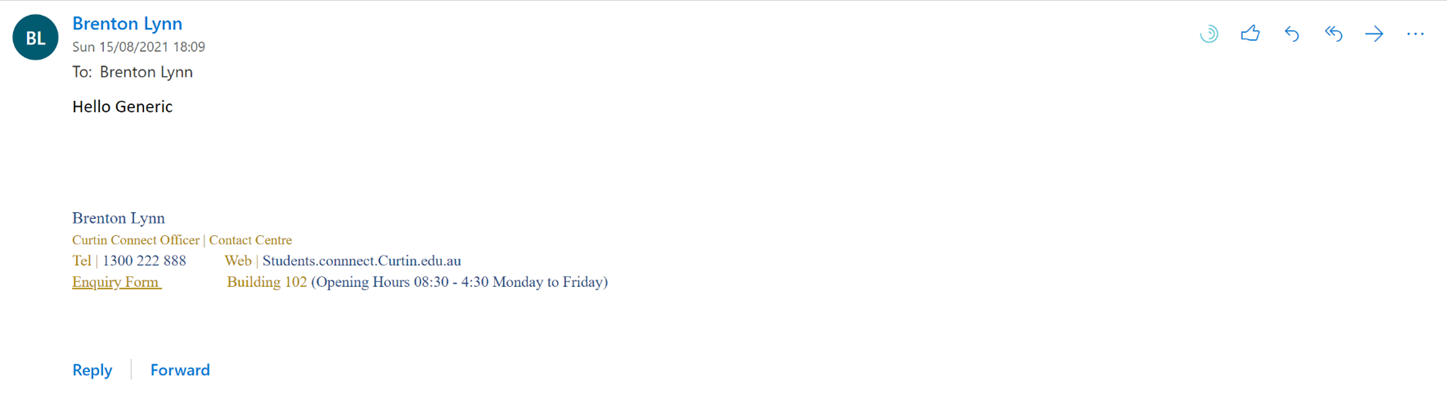 BL
Brenton Lynn
Sun 15/08/2021 18:09
To: Brenton Lynn
Hello Generic
Brenton Lynn
Curtin Connect Officer | Contact Centre
Tel | 1300 222 888 Web | Students.connnect.Curtin.edu.au
Enquiry Form Building 102 (Opening Hours 08:30 - 4:30 Monday to Friday)
Reply Forward